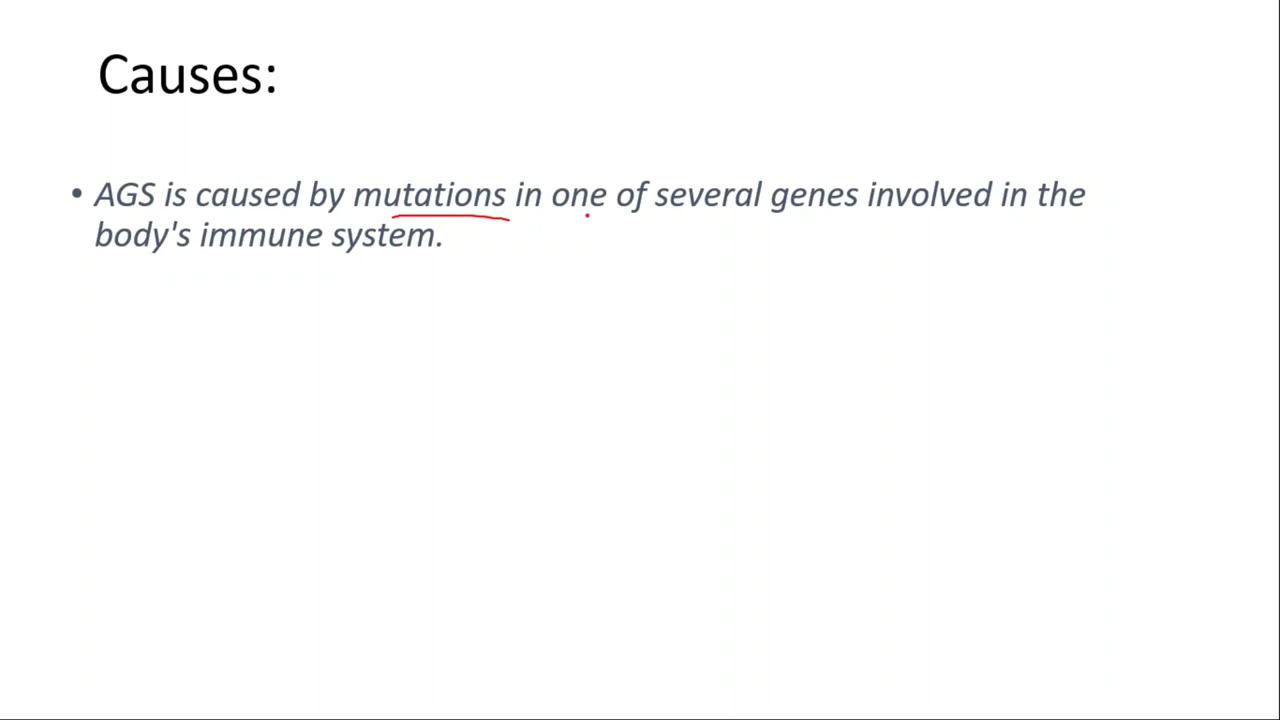 Causes:
• AGS is caused by mutations in one of several genes involved in the
body's immune system.